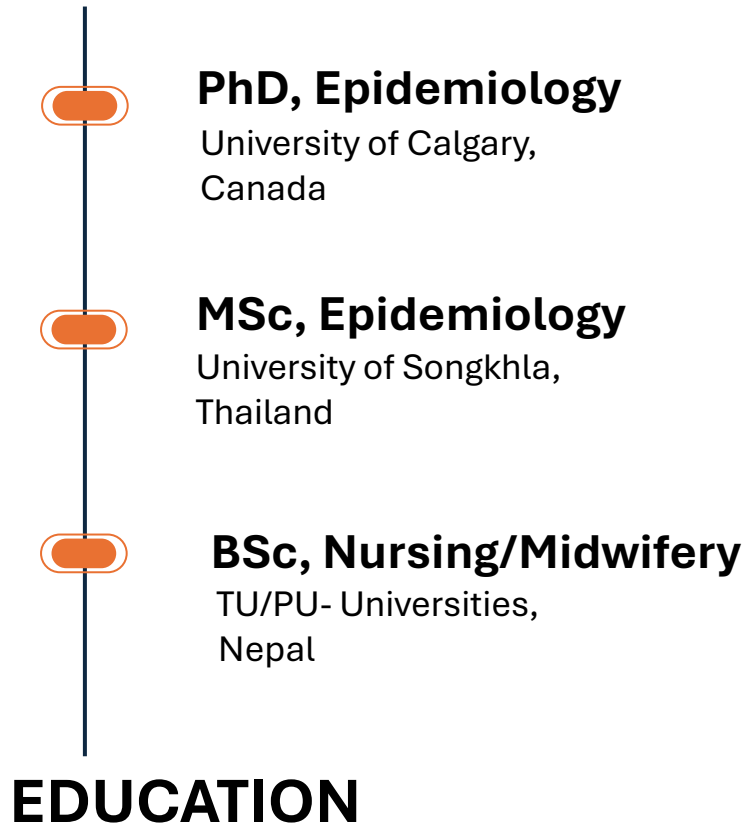 PhD, Epidemiology
University of Calgary,
Canada
MSc, Epidemiology
University of Songkhla,
Thailand
BSc, Nursing/Midwifery
TU/PU- Universities,
Nepal
EDUCATION